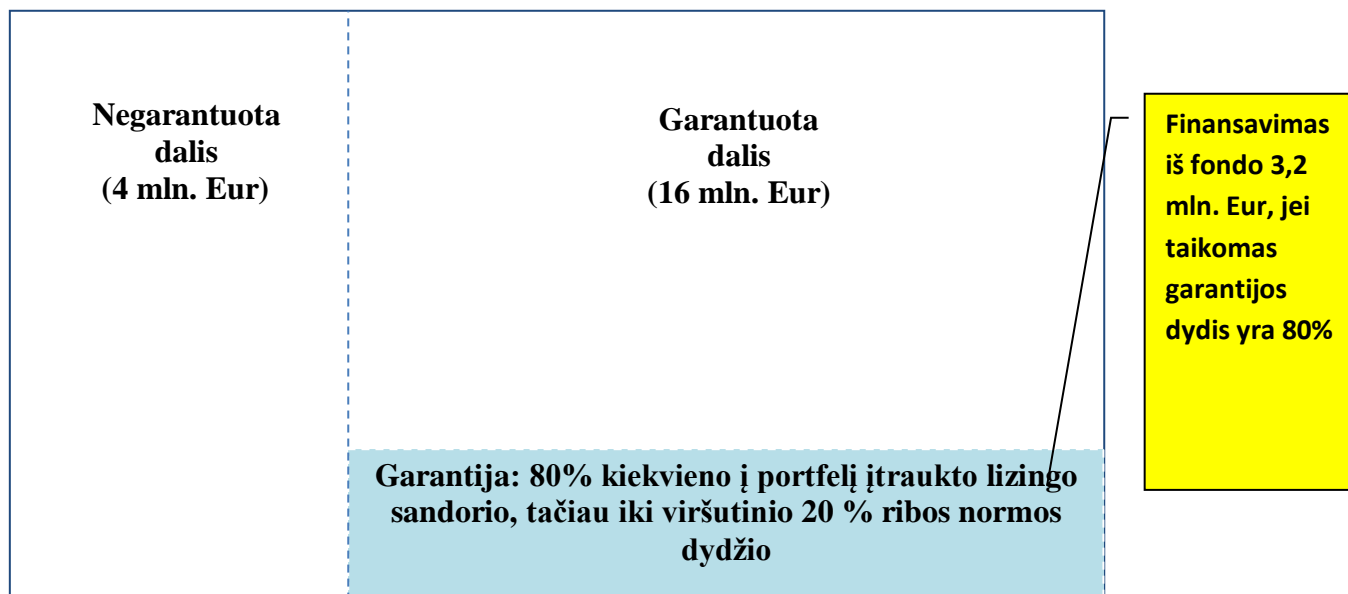 Negarantuota
dalis
(4 mln. Eur)
Garantuota
dalis
(16 mln. Eur)
Finansavimas
iš fondo 3,2
mln. Eur, jei
taikomas
garantijos
dydis yra 80%
Garantija: 80% kiekvieno į portfelį įtraukto lizingo
sandorio, tačiau iki viršutinio 20 % ribos normos
dydžio